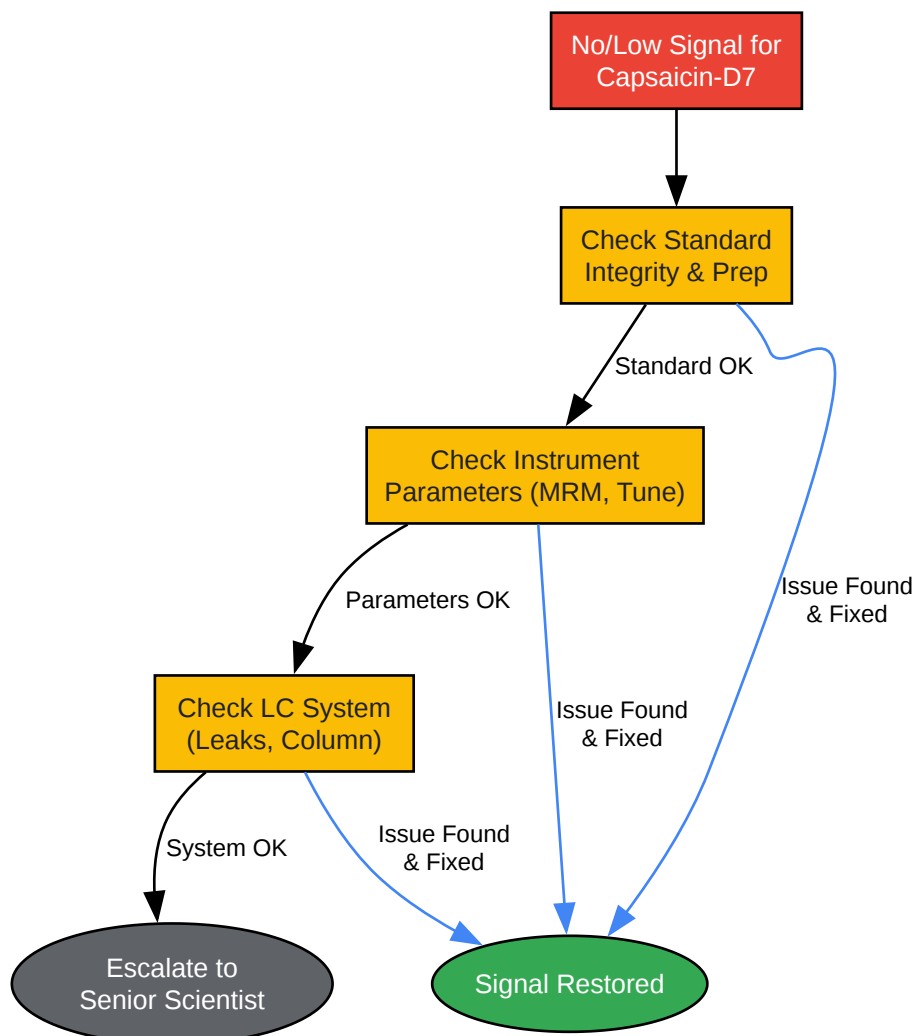 No/Low Signal for
Capsaicin-D7
Check Standard
Integrity & Prep
Standard OK
Check Instrument
Parameters (MRM, Tune)
Issue Found
& Fixed
Parameters OK
Check LC System
(Leaks, Column)
Issue Found
& Fixed
System OK
Issue Found
& Fixed
Escalate to
Senior Scientist
Signal Restored